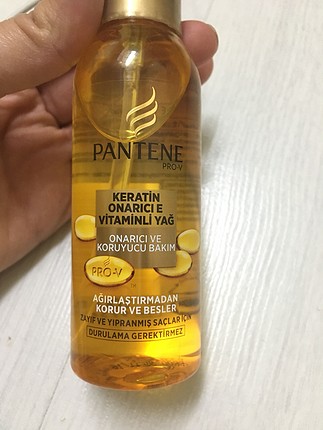 PANTENE
PRO-V
KERATİN
ONARICI E
VİTAMİNLİ YAĞ
ONARICI VE
KORUYUCU BAKIM
PRO-V
AĞIRLAŞTIRMADAN
KORUR VE BESLER
ZAYIF VE YIPRANMIŞ SAÇLAR İÇİN
DURULAMA GEREKTİRMEZ